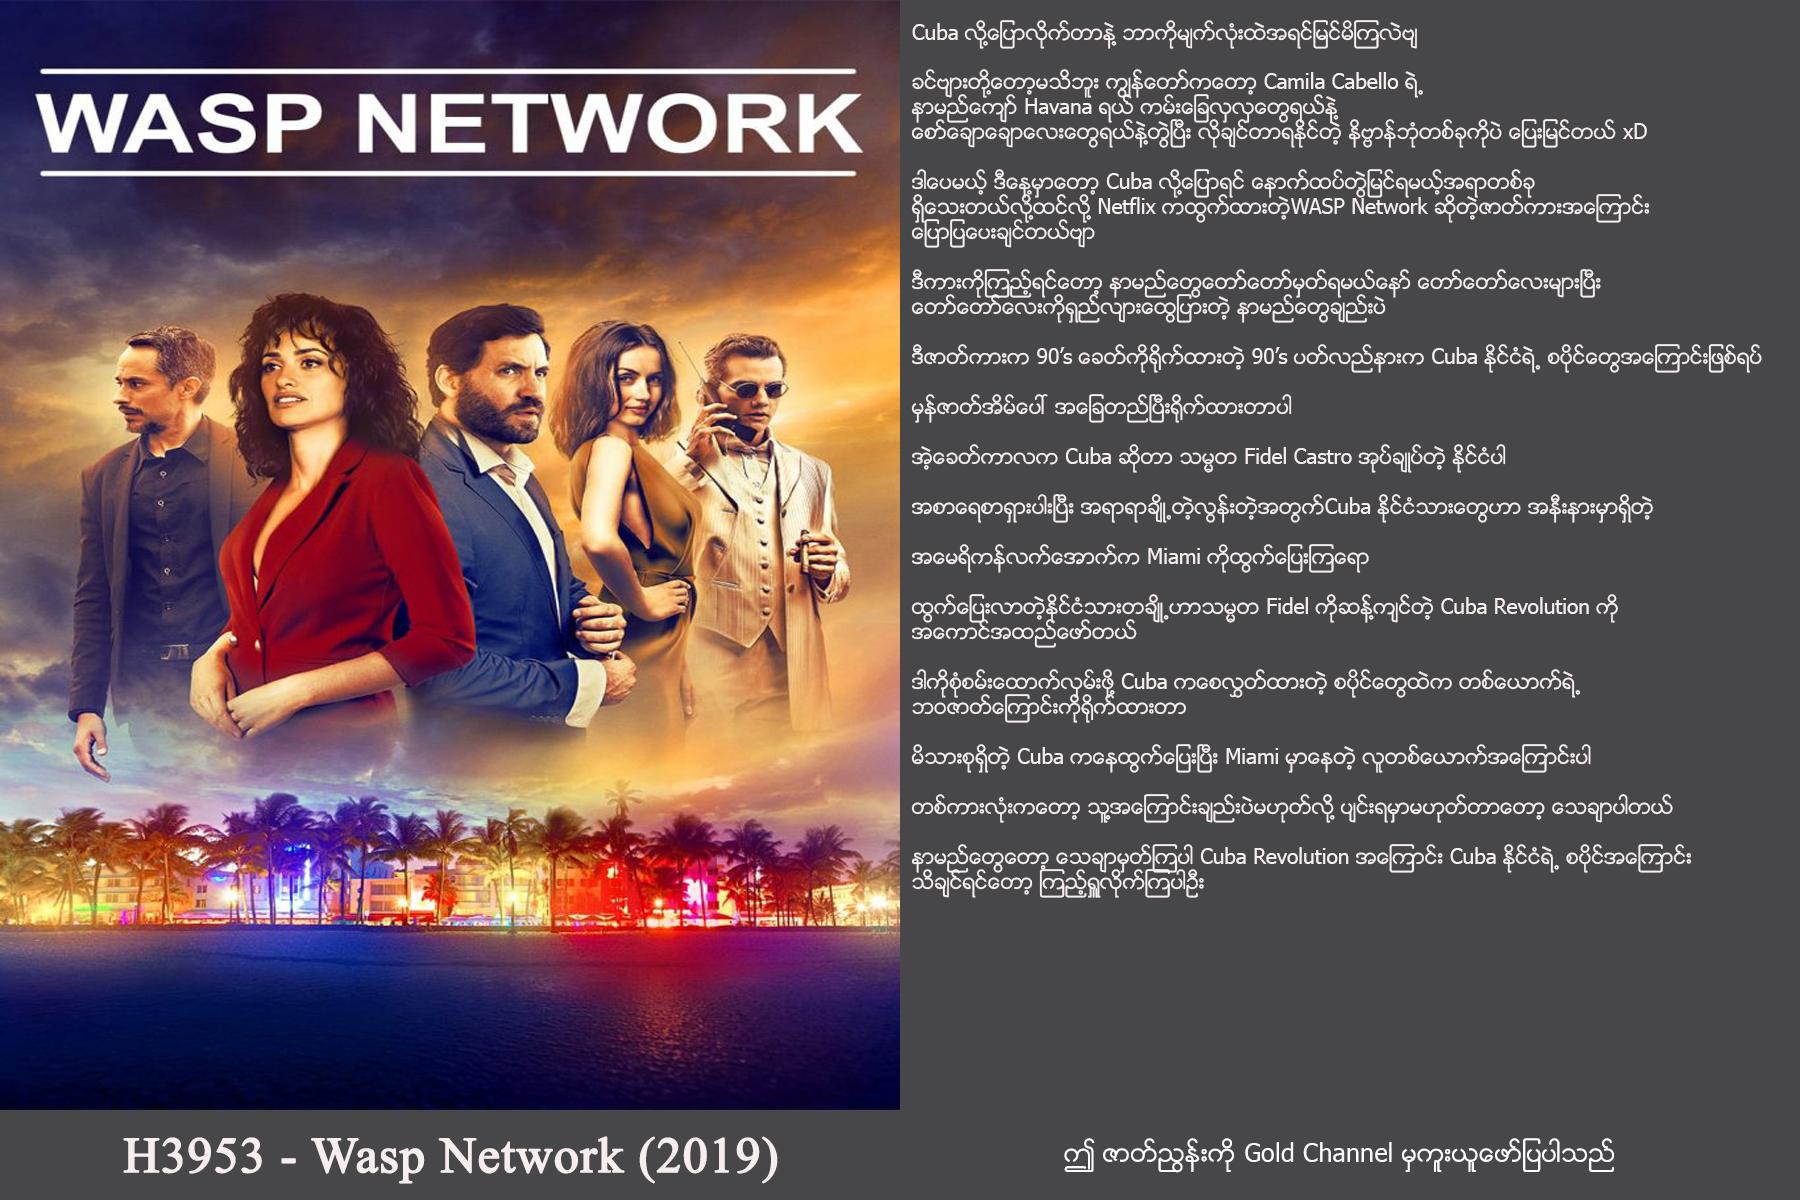 WASP NETWORK
Cuba လို့ပြောလိုက်တာနဲ့ ဘာကိုမျက်လုံးထဲအရင်မြင်မိကြလဲဗျ
ခင်ဗျားတို့တော့မသိဘူး ကျွန်တော်ကတော့ Camila Cabello ရဲ့
နာမည်ကျော် Havana ရယ် ကမ်းခြေလှလှတွေရယ်နဲ့
စော်ချောချောလေးတွေရယ်နဲ့တွဲပြီး လိုချင်တာရနိုင်တဲ့ နိဗ္ဗာန်ဘုံတစ်ခုကိုပဲ ပြေးမြင်တယ် xD
ဒါပေမယ့် ဒီနေ့မှာတော့ Cuba လို့ပြောရင် နောက်ထပ်တွဲမြင်ရမယ့်အရာတစ်ခု
ရှိသေးတယ်လို့ထင်လို့ Netflix ကထွက်ထားတဲ့WASP Network ဆိုတဲ့ဇာတ်ကားအကြောင်း
ပြောပြပေးချင်တယ်ဗျာ
ဒီကားကိုကြည့်ရင်တော့ နာမည်တွေတော်တော်မှတ်ရမယ်နော် တော်တော်လေးများပြီး
တော်တော်လေးကိုရှည်လျားထွေပြားတဲ့ နာမည်တွေချည်းပဲ
ဒီဇာတ်ကားက 90’s ခေတ်ကိုရိုက်ထားတဲ့ 90’s ပတ်လည်နားက Cuba နိုင်ငံရဲ့ စပိုင်တွေအကြောင်းဖြစ်ရပ်
မှန်ဇာတ်အိမ်ပေါ် အခြေတည်ပြီးရိုက်ထားတာပါ
အဲ့ခေတ်ကာလက Cuba ဆိုတာ သမ္မတ Fidel Castro အုပ်ချုပ်တဲ့ နိုင်ငံပါ
အစာရေစာရှားပါးပြီး အရာရာချို့တဲ့လွန်းတဲ့အတွက်Cuba နိုင်ငံသားတွေဟာ အနီးနားမှာရှိတဲ့
အမေရိကန်လက်အောက်က Miami ကိုထွက်ပြေးကြရော
ထွက်ပြေးလာတဲ့နိုင်ငံသားတချို့ဟာသမ္မတ Fidel ကိုဆန့်ကျင်တဲ့ Cuba Revolution ကို
အကောင်အထည်ဖော်တယ်
ဒါကိုစုံစမ်းထောက်လှမ်းဖို့ Cuba ကစေလွှတ်ထားတဲ့ စပိုင်တွေထဲက တစ်ယောက်ရဲ့
ဘဝဇာတ်ကြောင်းကိုရိုက်ထားတာ
မိသားစုရှိတဲ့ Cuba ကနေထွက်ပြေးပြီး Miami မှာနေတဲ့ လူတစ်ယောက်အကြောင်းပါ
တစ်ကားလုံးကတော့ သူ့အကြောင်းချည်းပဲမဟုတ်လို့ ပျင်းရမှာမဟုတ်တာတော့ သေချာပါတယ်
နာမည်တွေတော့ သေချာမှတ်ကြပါ Cuba Revolution အကြောင်း Cuba နိုင်ငံရဲ့ စပိုင်အကြောင်း
သိချင်ရင်တော့ ကြည့်ရှုလိုက်ကြပါဦး
H3953 - Wasp Network (2019)
ဤ ဇာတ်ညွှန်းကို Gold Channel မှကူးယူဖော်ပြပါသည်